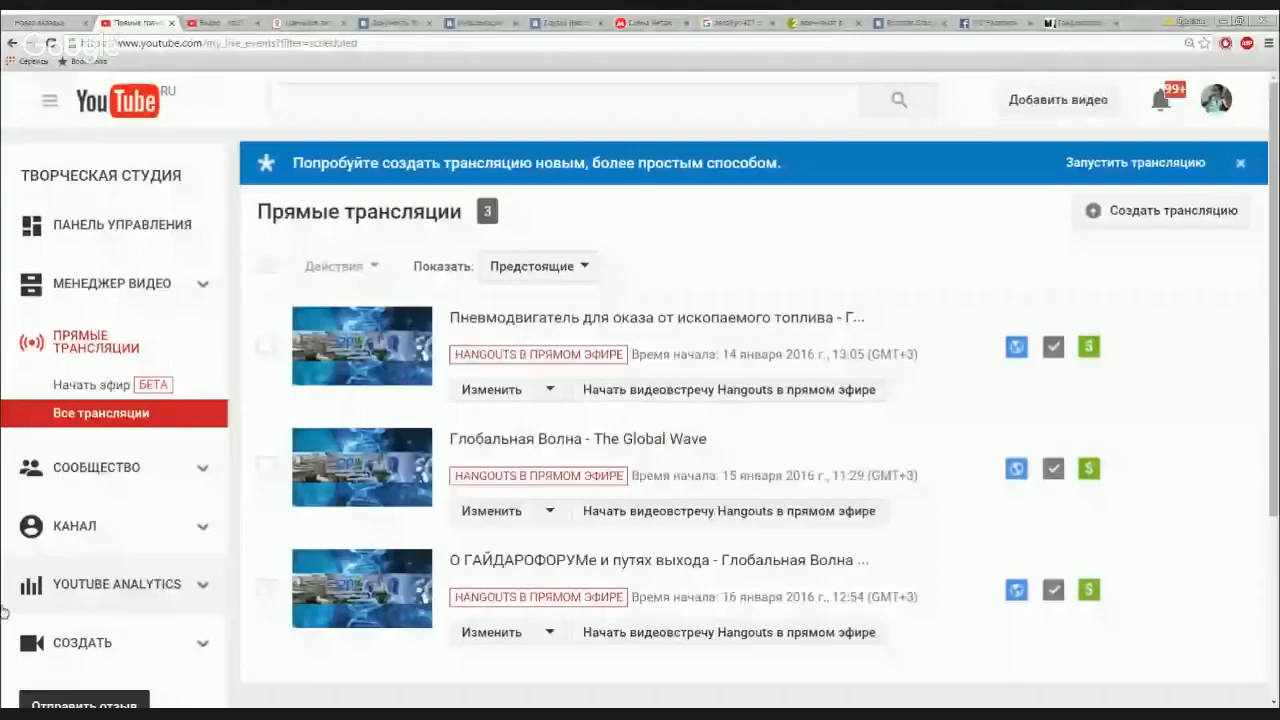 Прямые транс
Google
https://www.youtube.com/my_live_events?filter=scheduled
Сервисы
YouTube RU
Добавить видео
99+
ТВОРЧЕСКАЯ СТУДИЯ
ПАНЕЛЬ УПРАВЛЕНИЯ
МЕНЕДЖЕР ВИДЕО
ПРЯМЫЕ
ТРАНСЛЯЦИИ
Начать эфир БЕТА
Все трансляции
СООБЩЕСТВО
КАНАЛ
YOUTUBE ANALYTICS
СОЗДАТЬ
Отправить отзыв
Попробуйте создать трансляцию новым, более простым способом.
Запустить трансляцию
Прямые трансляции 3
Создать трансляцию
Действия
Показать: Предстоящие
Пневмодвигатель для оказа от ископаемого топлива - Г...
HANGOUTS В ПРЯМОМ ЭФИРЕ Время начала: 14 января 2016 г., 13:05 (GMT+3)
Изменить Начать видеовстречу Hangouts в прямом эфире
Глобальная Волна - The Global Wave
HANGOUTS В ПРЯМОМ ЭФИРЕ Время начала: 15 января 2016 г., 11:29 (GMT+3)
Изменить Начать видеовстречу Hangouts в прямом эфире
О ГАЙДАРОФОРУМе и путях выхода - Глобальная Волна ...
HANGOUTS В ПРЯМОМ ЭФИРЕ Время начала: 16 января 2016 г., 12:54 (GMT+3)
Изменить Начать видеовстречу Hangouts в прямом эфире